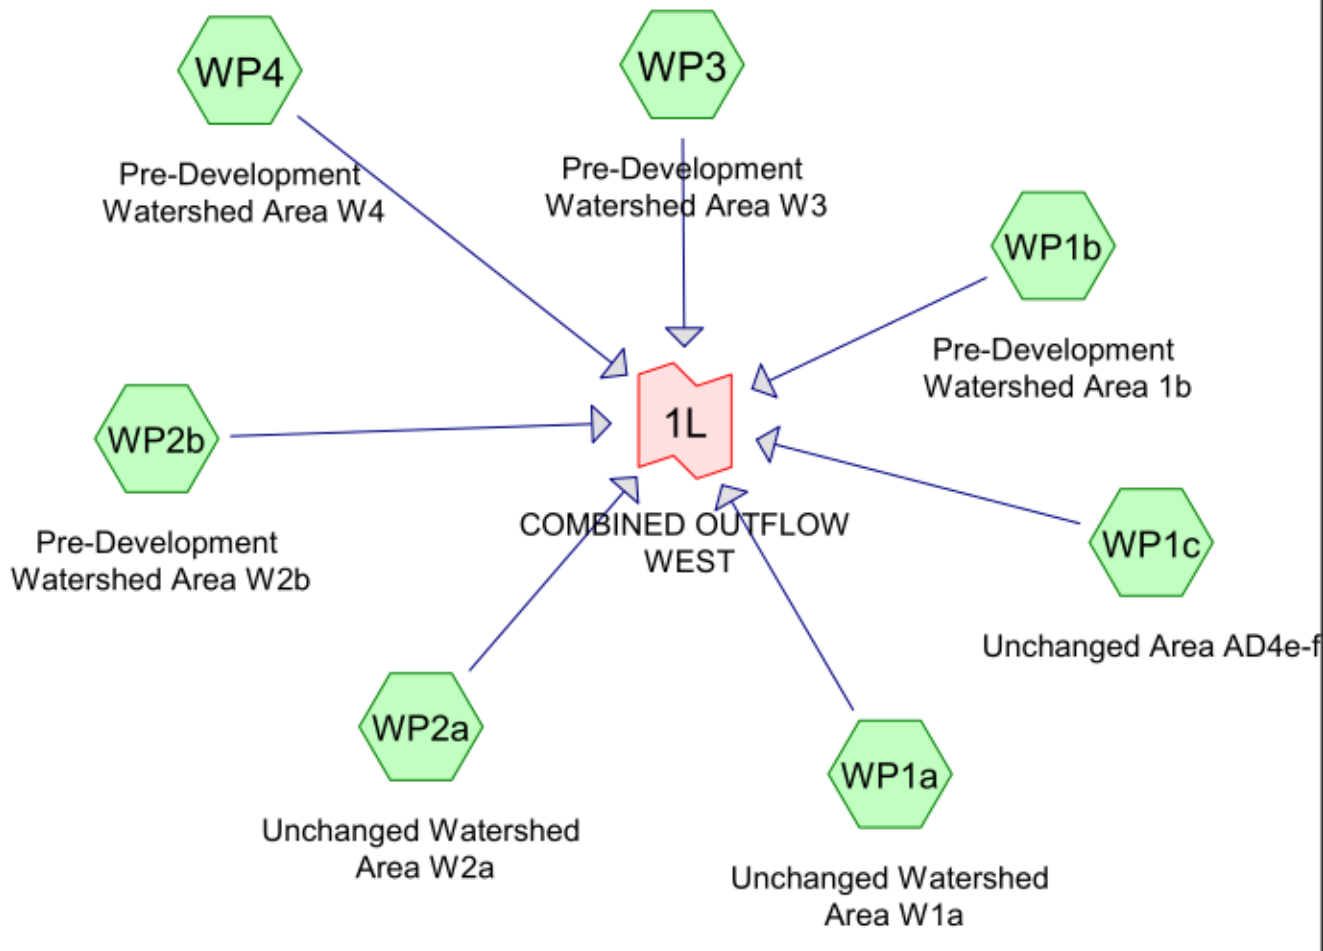 WP4
Pre-Development
Watershed Area W4
WP3
Pre-Development
Watershed Area W3
WP1b
Pre-Development
Watershed Area 1b
1L
COMBINED OUTFLOW
WEST
WP2b
Pre-Development
Watershed Area W2b
WP1c
Unchanged Area AD4e-f
WP2a
Unchanged Watershed
Area W2a
WP1a
Unchanged Watershed
Area W1a